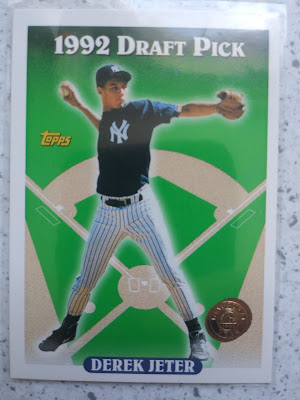 1992 DRAFT PICK
NY
Topps
DEREK JETER